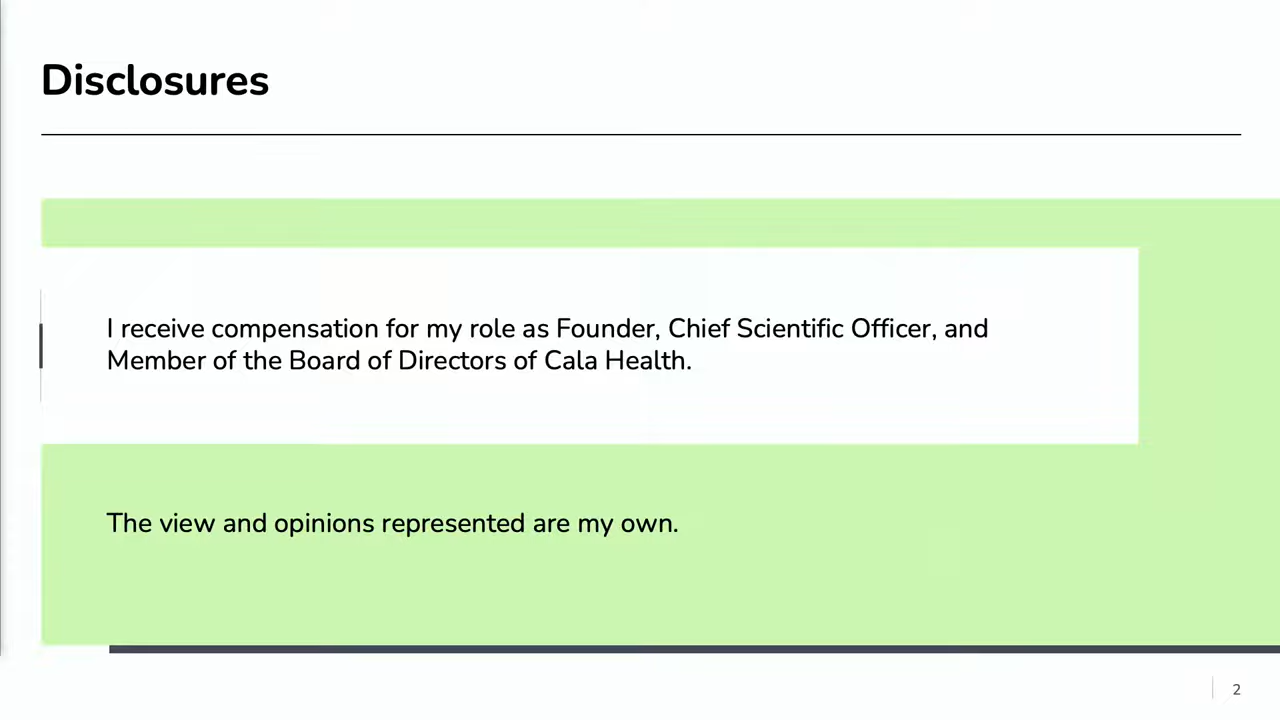 Disclosures
I receive compensation for my role as Founder, Chief Scientific Officer, and
Member of the Board of Directors of Cala Health.
The view and opinions represented are my own.
2